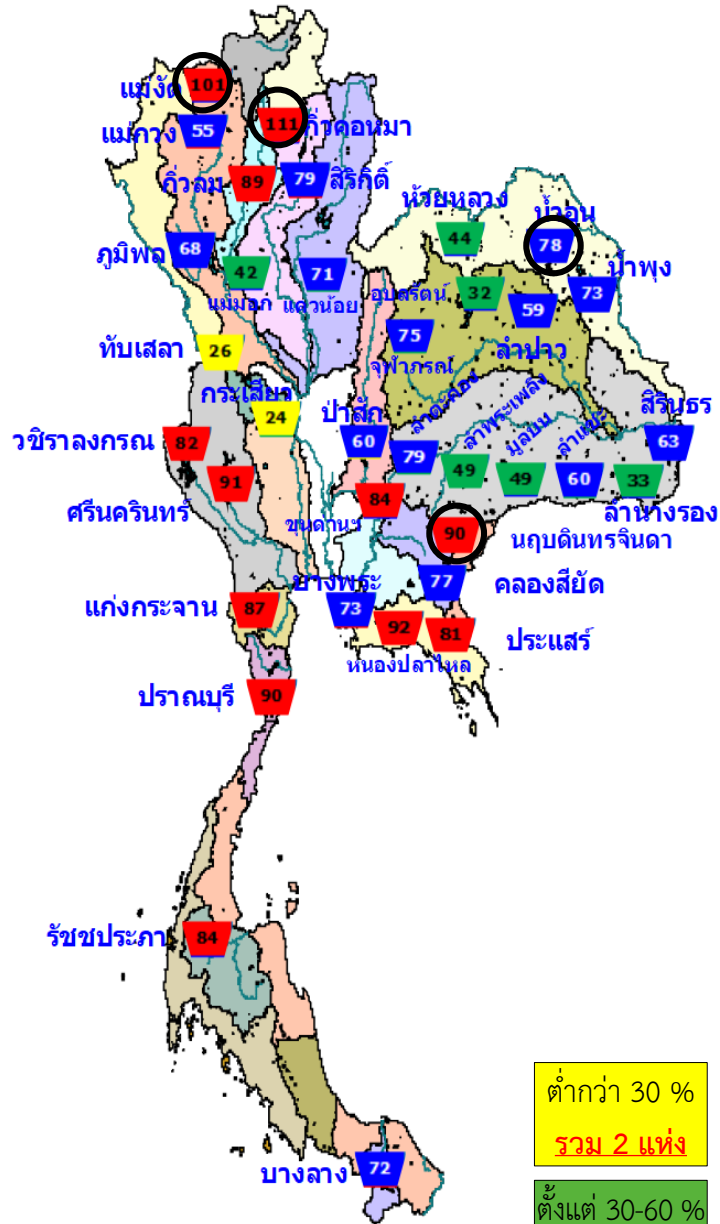 แม่งัด 101
แม่กวง 55
111 กิ่วคอหมา
กิ่วลม 89
79 สิริกิติ์
ห้วยหลวง 44
น้ำอูน 78
ภูมิพล 68
42 แม่มอก
71 แควน้อย
อุบลรัตน์ 32
59 ลำปาว
73 น้ำพุง
75 จุฬาภรณ์
ทับเสลา 26
กระเสียว 24
ป่าสัก 60
ลำตะคอง 79
ลำพระเพลิง 49
มูลบน 49
ลำแชะ 60
33 ลำนางรอง
สิรินธร 63
วชิราลงกรณ 82
ศรีนครินทร์ 91
ขุนด่านฯ 84
90 นฤบดินทรจินดา
บางพระ 73
77 คลองสียัด
แก่งกระจาน 87
92 หนองปลาไหล
81 ประแสร์
ปราณบุรี 90
รัชชประภา 84
บางลาง 72
ต่ำกว่า 30 %
รวม 2 แห่ง
ตั้งแต่ 30-60 %